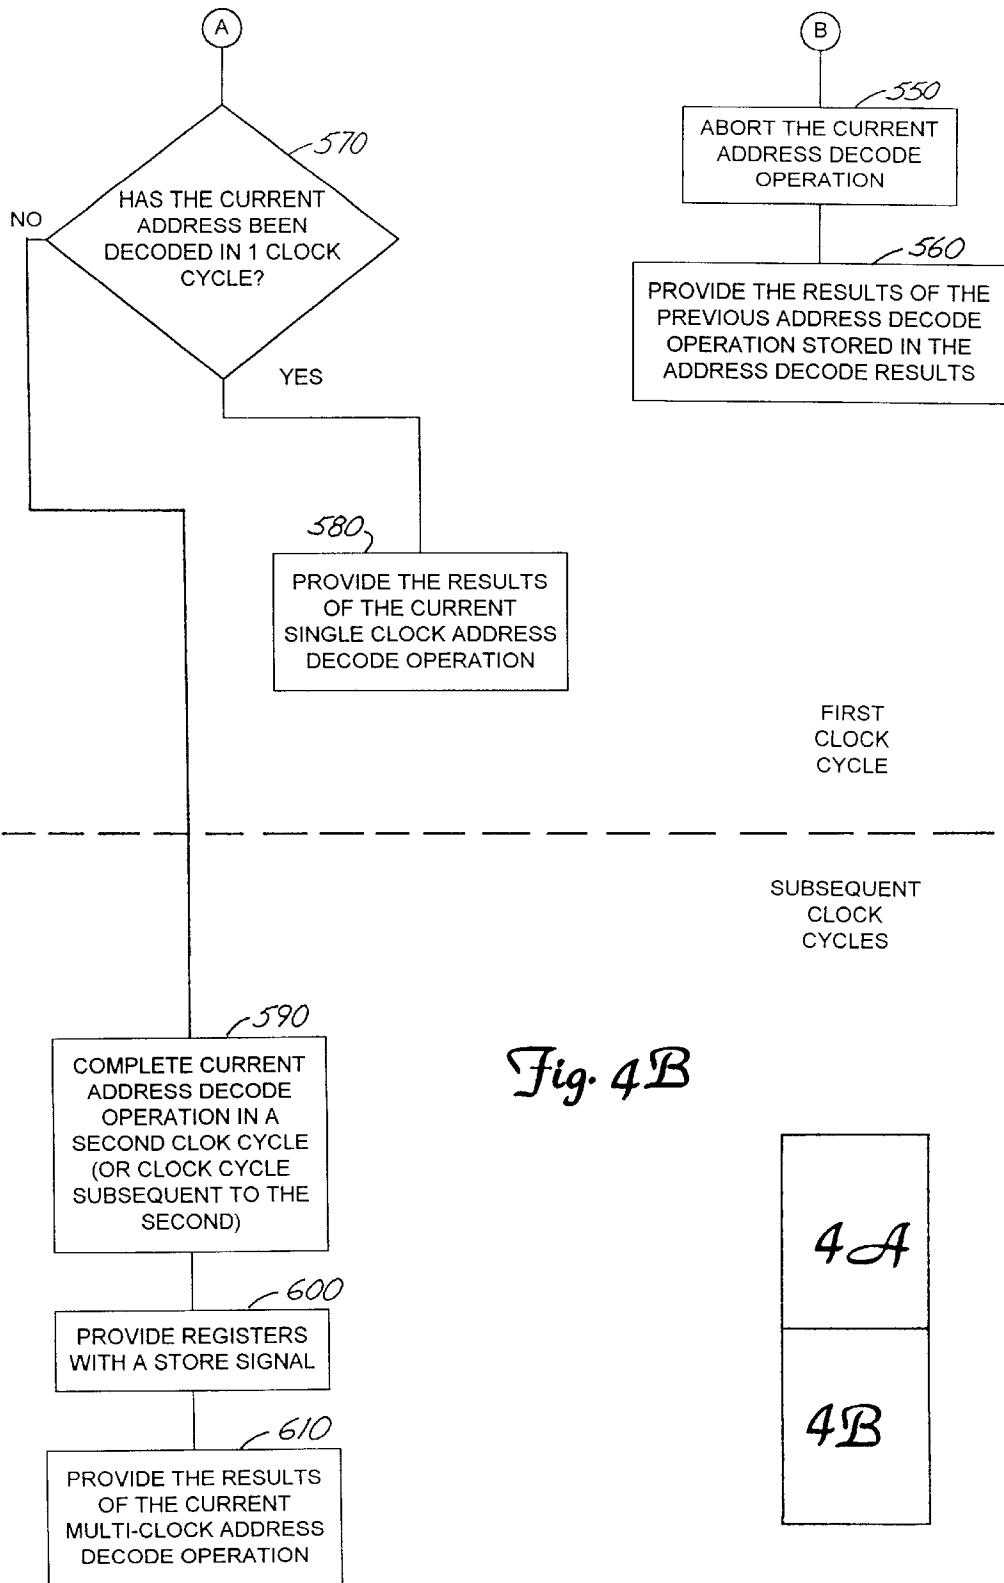 A
570
HAS THE CURRENT
ADDRESS BEEN
DECODED IN 1 CLOCK
CYCLE?
NO
YES
580
PROVIDE THE RESULTS
OF THE CURRENT
SINGLE CLOCK ADDRESS
DECODE OPERATION
B
550
ABORT THE CURRENT
ADDRESS DECODE
OPERATION
560
PROVIDE THE RESULTS OF THE
PREVIOUS ADDRESS DECODE
OPERATION STORED IN THE
ADDRESS DECODE RESULTS
FIRST
CLOCK
CYCLE
SUBSEQUENT
CLOCK
CYCLES
590
COMPLETE CURRENT
ADDRESS DECODE
OPERATION IN A
SECOND CLOK CYCLE
(OR CLOCK CYCLE
SUBSEQUENT TO THE
SECOND)
600
PROVIDE REGISTERS
WITH A STORE SIGNAL
610
PROVIDE THE RESULTS
OF THE CURRENT
MULTI-CLOCK ADDRESS
DECODE OPERATION
Fig. 4B
4A
4B